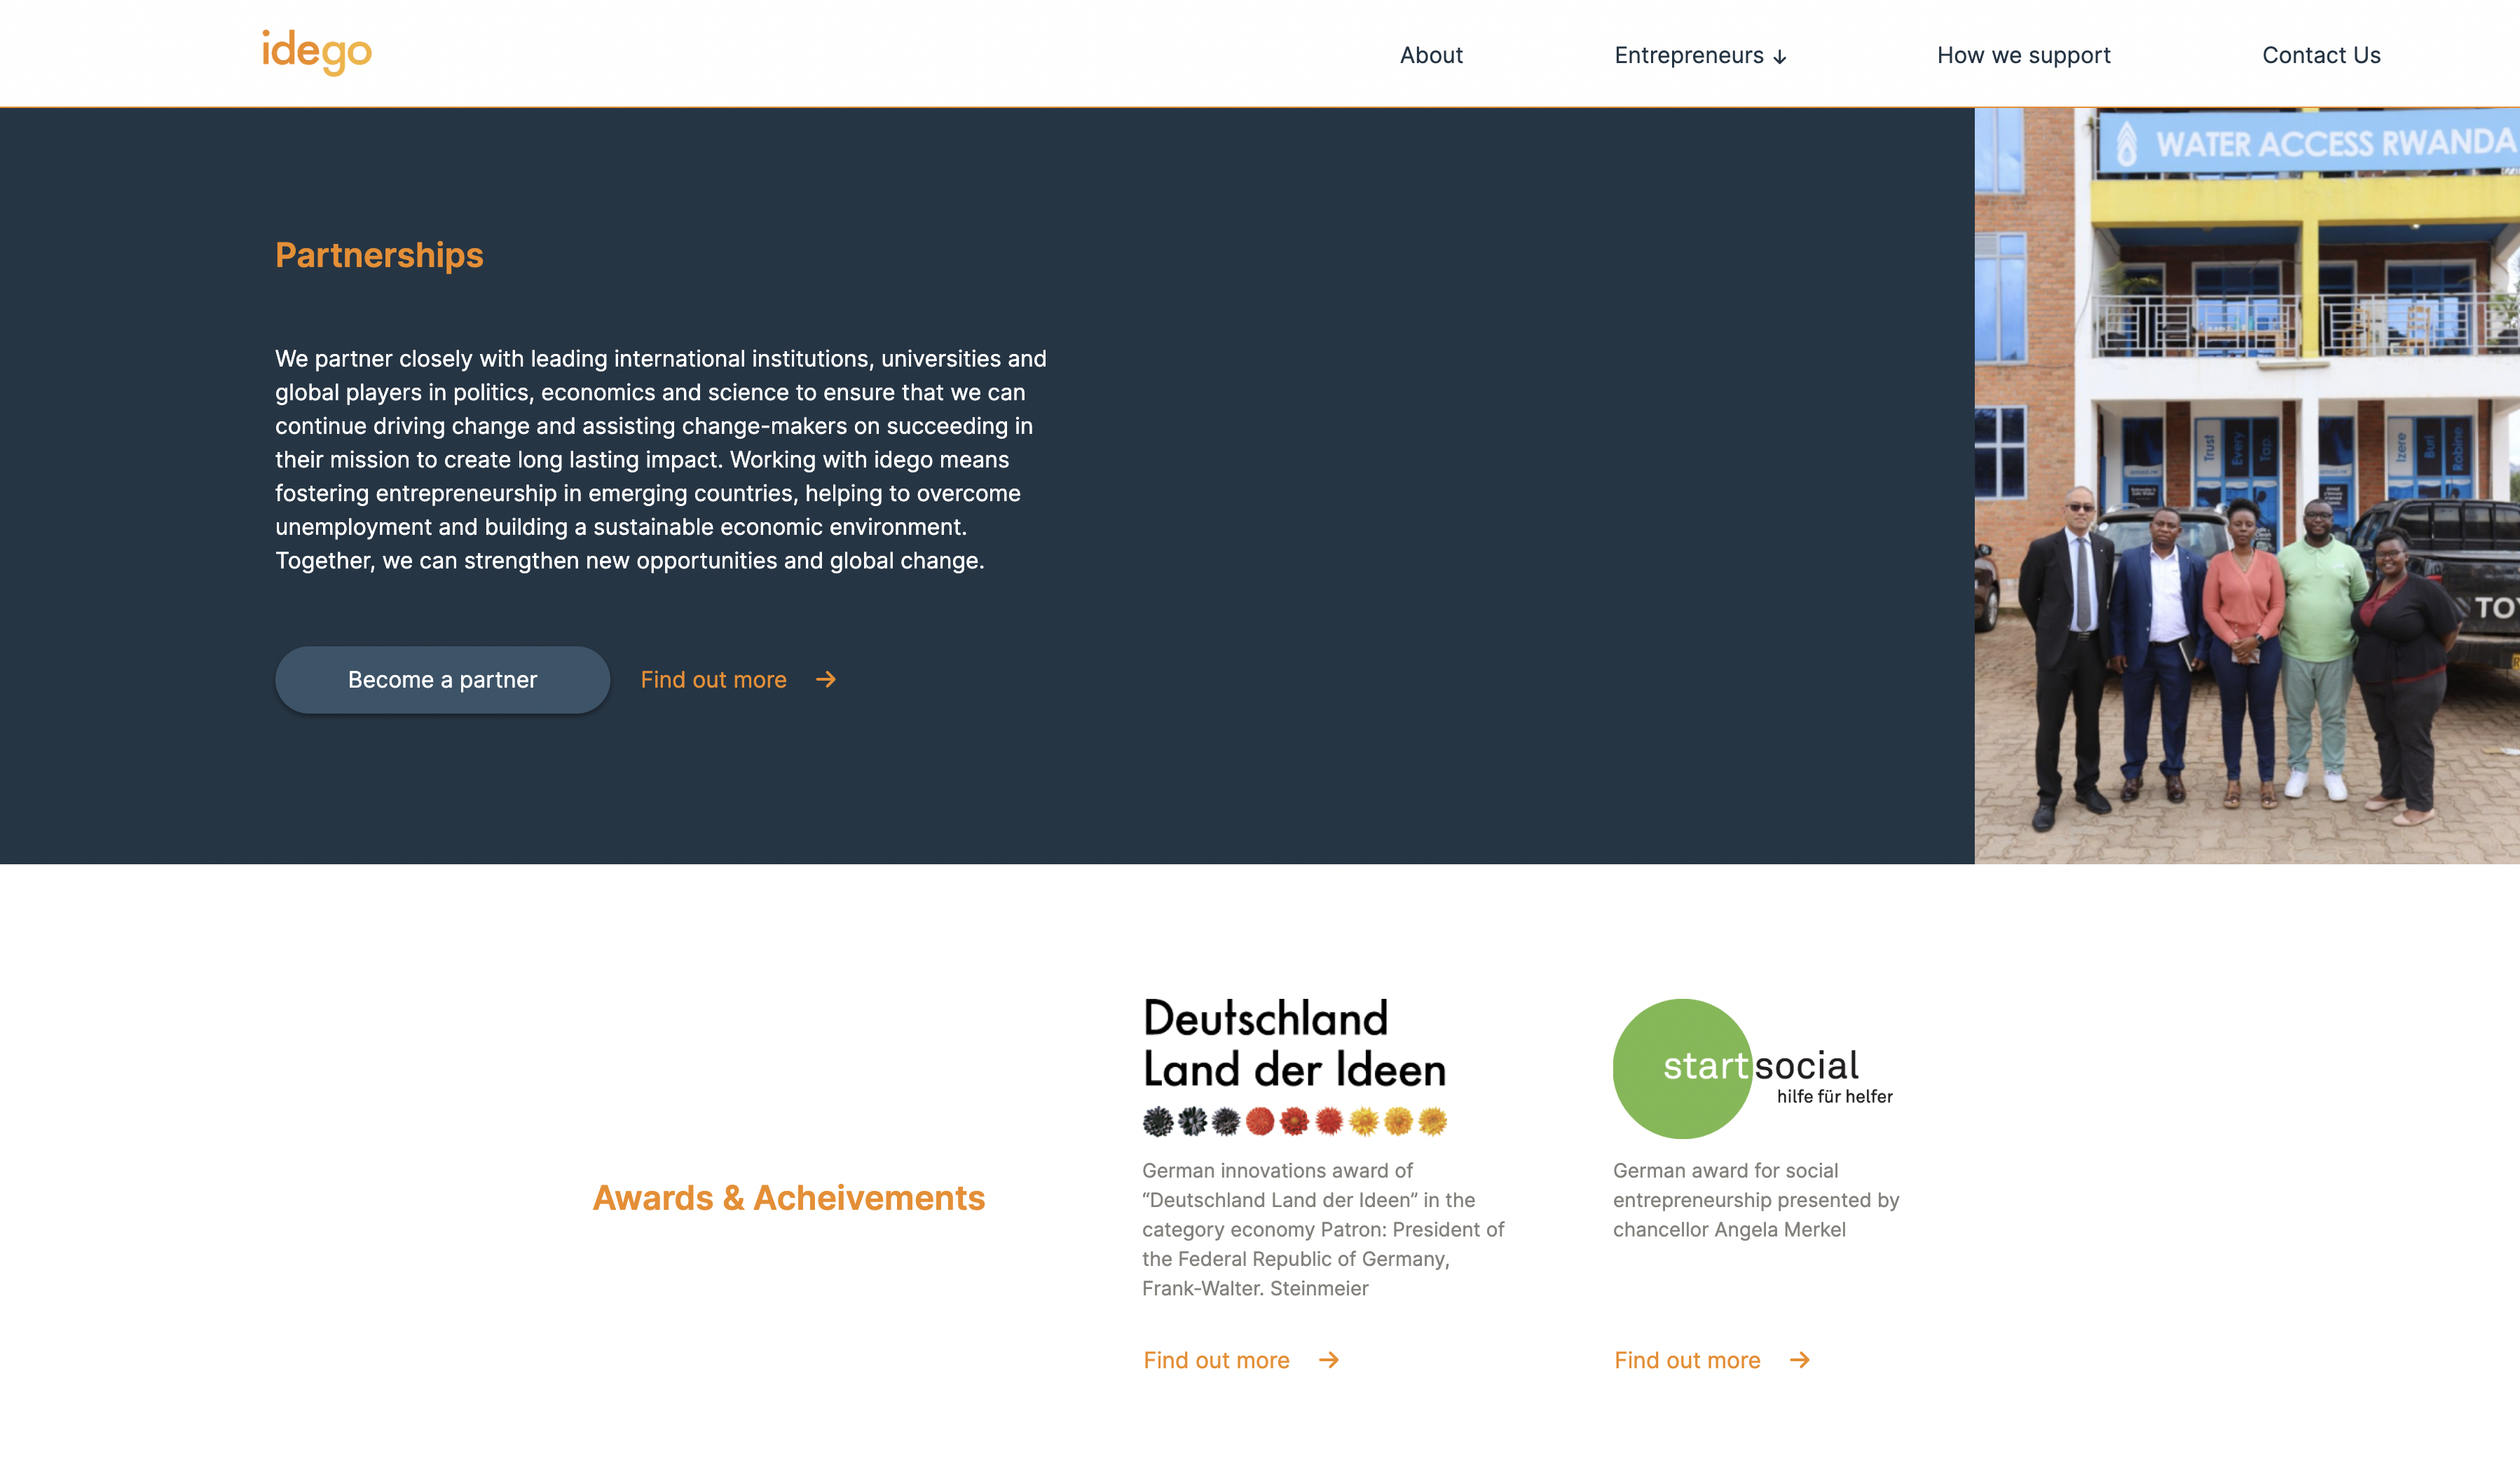 idego
About
Entrepreneurs ↓
How we support
Contact Us
WATER ACCESS RWANDA
Partnerships
We partner closely with leading international institutions, universities and
global players in politics, economics and science to ensure that we can
continue driving change and assisting change-makers on succeeding in
their mission to create long lasting impact. Working with idego means
fostering entrepreneurship in emerging countries, helping to overcome
unemployment and building a sustainable economic environment.
Together, we can strengthen new opportunities and global change.
Trust
Every
Tap.
Izere
Buri
Robine
Become a partner
Find out more →
Deutschland
Land der Ideen
startsocial
hilfe für helfer
Awards & Acheivements
German innovations award of
“Deutschland Land der Ideen” in the
category economy Patron: President of
the Federal Republic of Germany,
Frank-Walter. Steinmeier
German award for social
entrepreneurship presented by
chancellor Angela Merkel
Find out more →
Find out more →